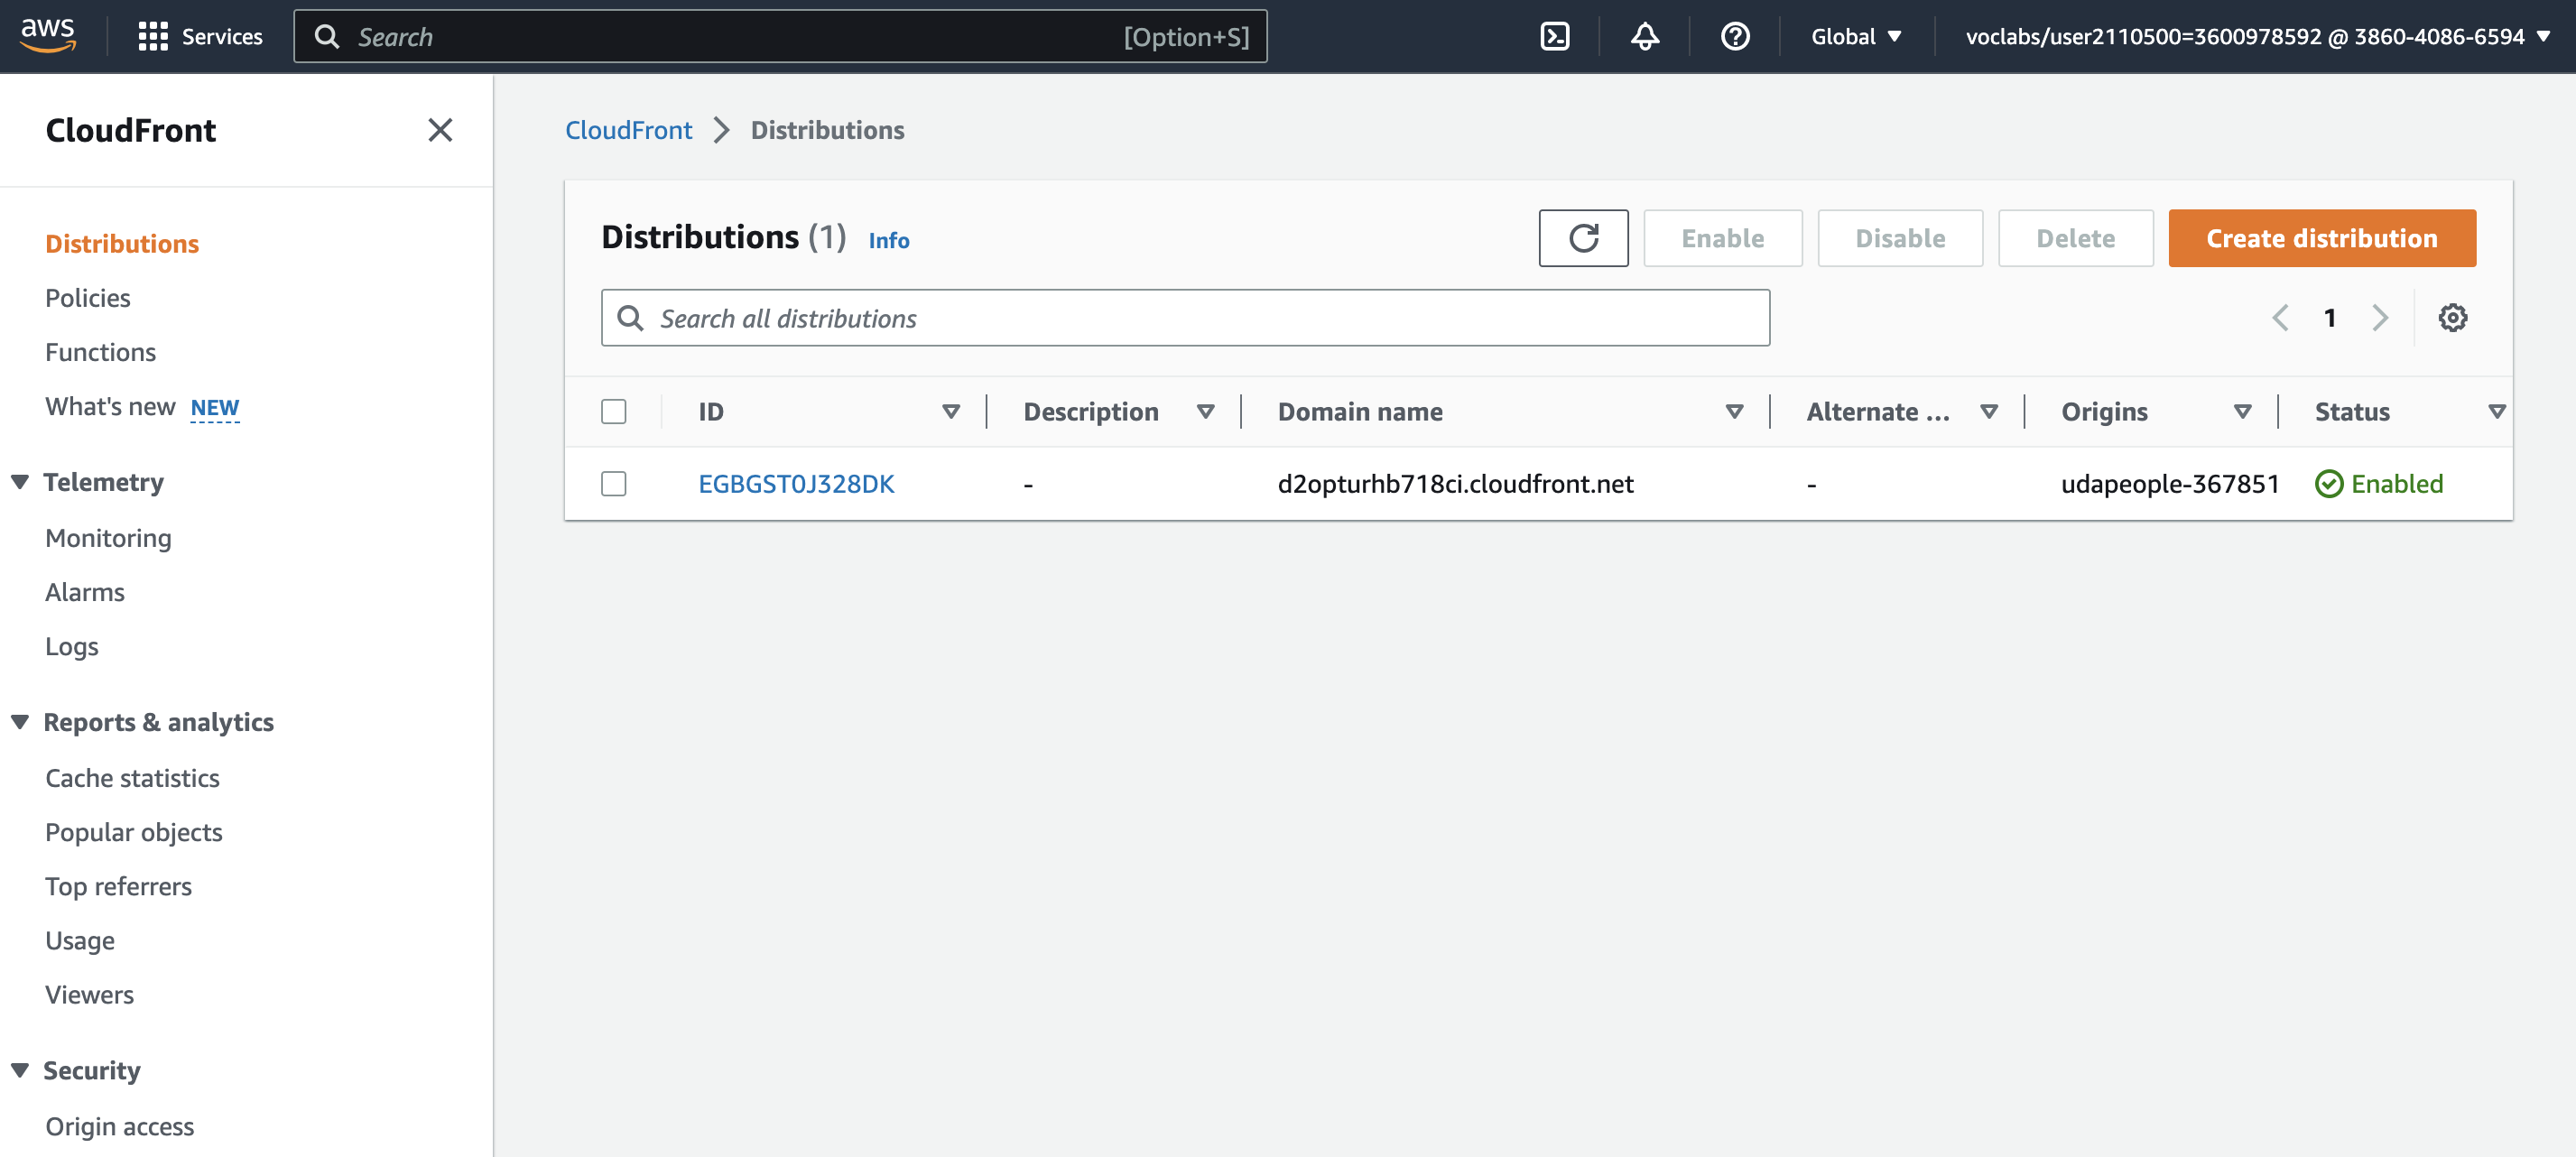 aws Services Search [Option+S] Global voclabs/user2110500=3600978592 @ 3860-4086-6594
CloudFront
Distributions
Policies
Functions
What's new NEW
Telemetry
Monitoring
Alarms
Logs
Reports & analytics
Cache statistics
Popular objects
Top referrers
Usage
Viewers
Security
Origin access
CloudFront Distributions
Distributions (1) Info Enable Disable Delete Create distribution
Search all distributions 1
ID Description Domain name Alternate ... Origins Status
EGBGST0J328DK - d2opturhb718ci.cloudfront.net - udapeople-367851 Enabled